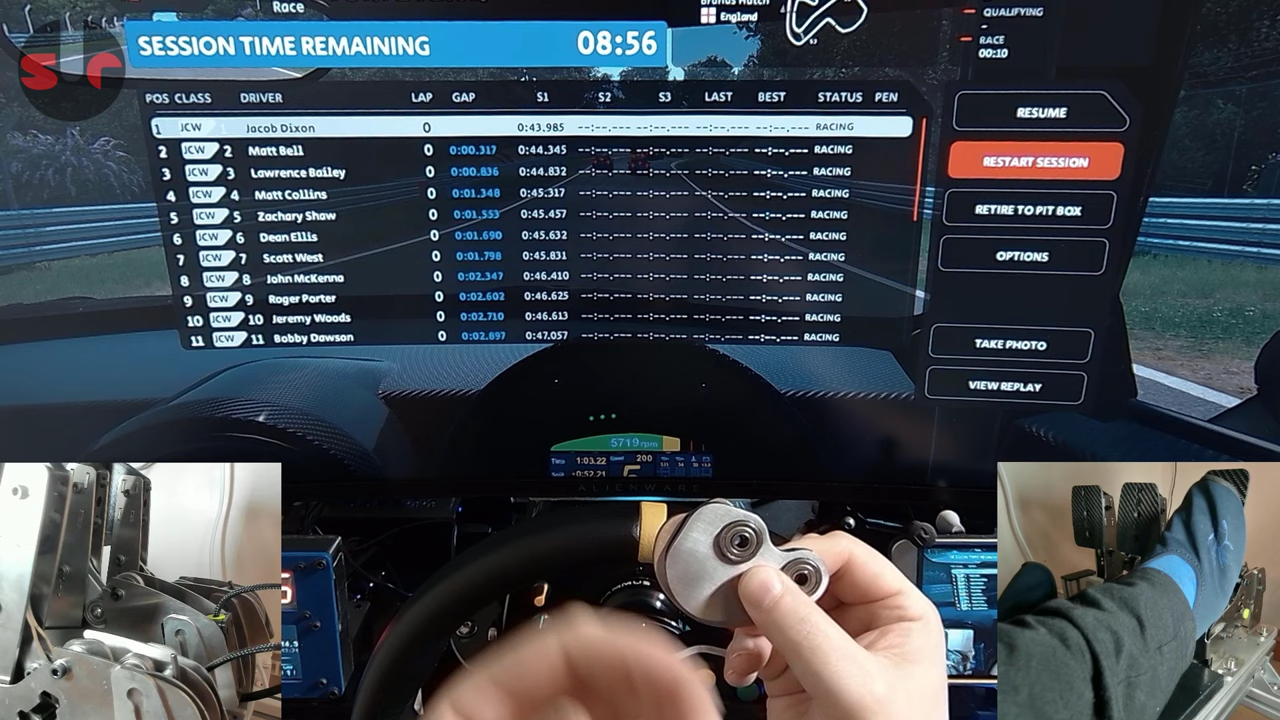 Race
SESSION TIME REMAINING 08:56
England
QUALIFYING
RACE
00:10
POS CLASS DRIVER LAP GAP S1 S2 S3 LAST BEST STATUS PEN
1 JCW 1 Jacob Dixon 0 0:43.985 --:--.--- --:--.--- --:--.--- --:--.--- RACING
2 JCW 2 Matt Bell 0 0:00.317 0:44.345 --:--.--- --:--.--- --:--.--- --:--.--- RACING
3 JCW 3 Lawrence Bailey 0 0:00.836 0:44.832 --:--.--- --:--.--- --:--.--- --:--.--- RACING
4 JCW 4 Matt Collins 0 0:01.348 0:45.317 --:--.--- --:--.--- --:--.--- --:--.--- RACING
5 JCW 5 Zachary Shaw 0 0:01.553 0:45.457 --:--.--- --:--.--- --:--.--- --:--.--- RACING
6 JCW 6 Dean Ellis 0 0:01.690 0:45.632 --:--.--- --:--.--- --:--.--- --:--.--- RACING
7 JCW 7 Scott West 0 0:01.798 0:45.831 --:--.--- --:--.--- --:--.--- --:--.--- RACING
8 JCW 8 John McKenna 0 0:02.347 0:46.410 --:--.--- --:--.--- --:--.--- --:--.--- RACING
9 JCW 9 Roger Porter 0 0:02.602 0:46.625 --:--.--- --:--.--- --:--.--- --:--.--- RACING
10 JCW 10 Jeremy Woods 0 0:02.710 0:46.613 --:--.--- --:--.--- --:--.--- --:--.--- RACING
11 JCW 11 Bobby Dawson 0 0:02.897 0:47.057 --:--.--- --:--.--- --:--.--- --:--.--- RACING
RESUME
RESTART SESSION
RETIRE TO PIT BOX
OPTIONS
TAKE PHOTO
VIEW REPLAY
5719 rpm
Time 1:03.22 Speed 200
ALIENWARE